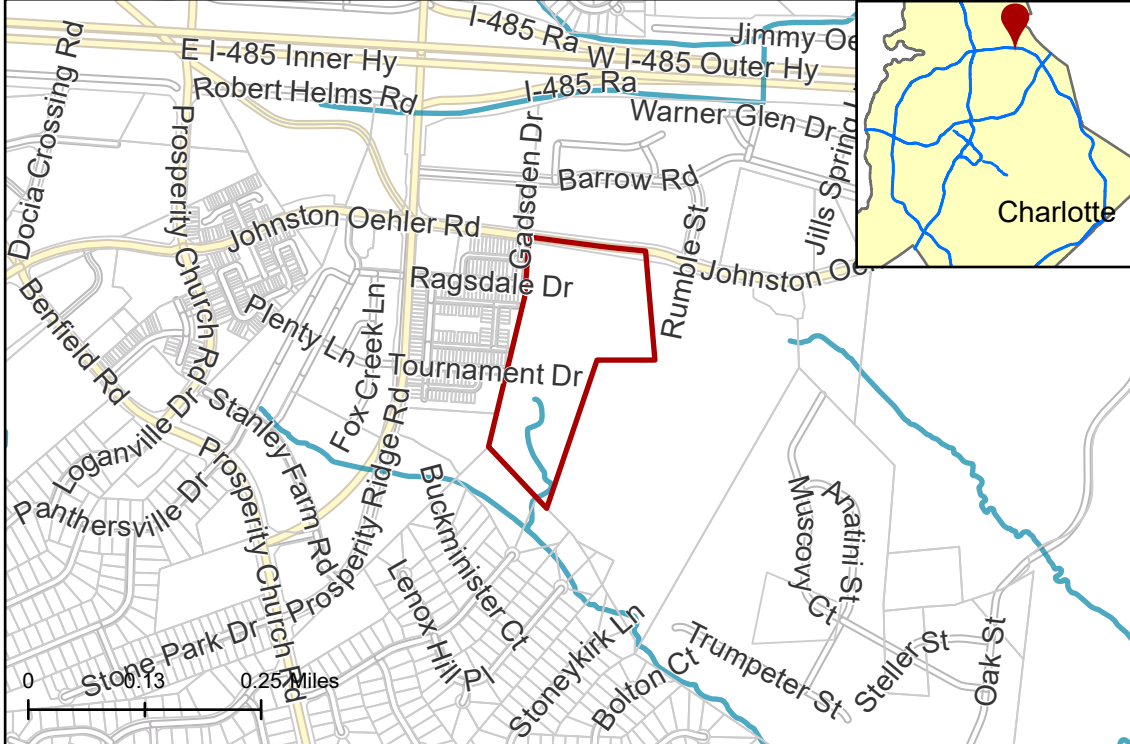 I-485 Ra
Jimmy Oe
E I-485 Inner Hy
W I-485 Outer Hy
Robert Helms Rd
I-485 Ra
Warner Glen Dr
Docia Crossing Rd
Prosperity Church Rd
Gadsden Dr
Barrow Rd
Jills Spring L
Charlotte
Johnston Oehler Rd
Rumble St
Johnston Oe
Ragsdale Dr
Benfield Rd
Plenty Ln
Fox Creek Ln
Tournament Dr
Loganville Dr
Stanley Farm Rd
Panthersville Dr
Prosperity Church Rd
Prosperity Ridge Rd
Buckminister Ct
Muscovy Ct
Anatini St
Lenox Hill Pl
Stone Park Dr
Stoneykirk Ln
Bolton Ct
Trumpeter St
Steller St
Oak St
0 0.13 0.25 Miles